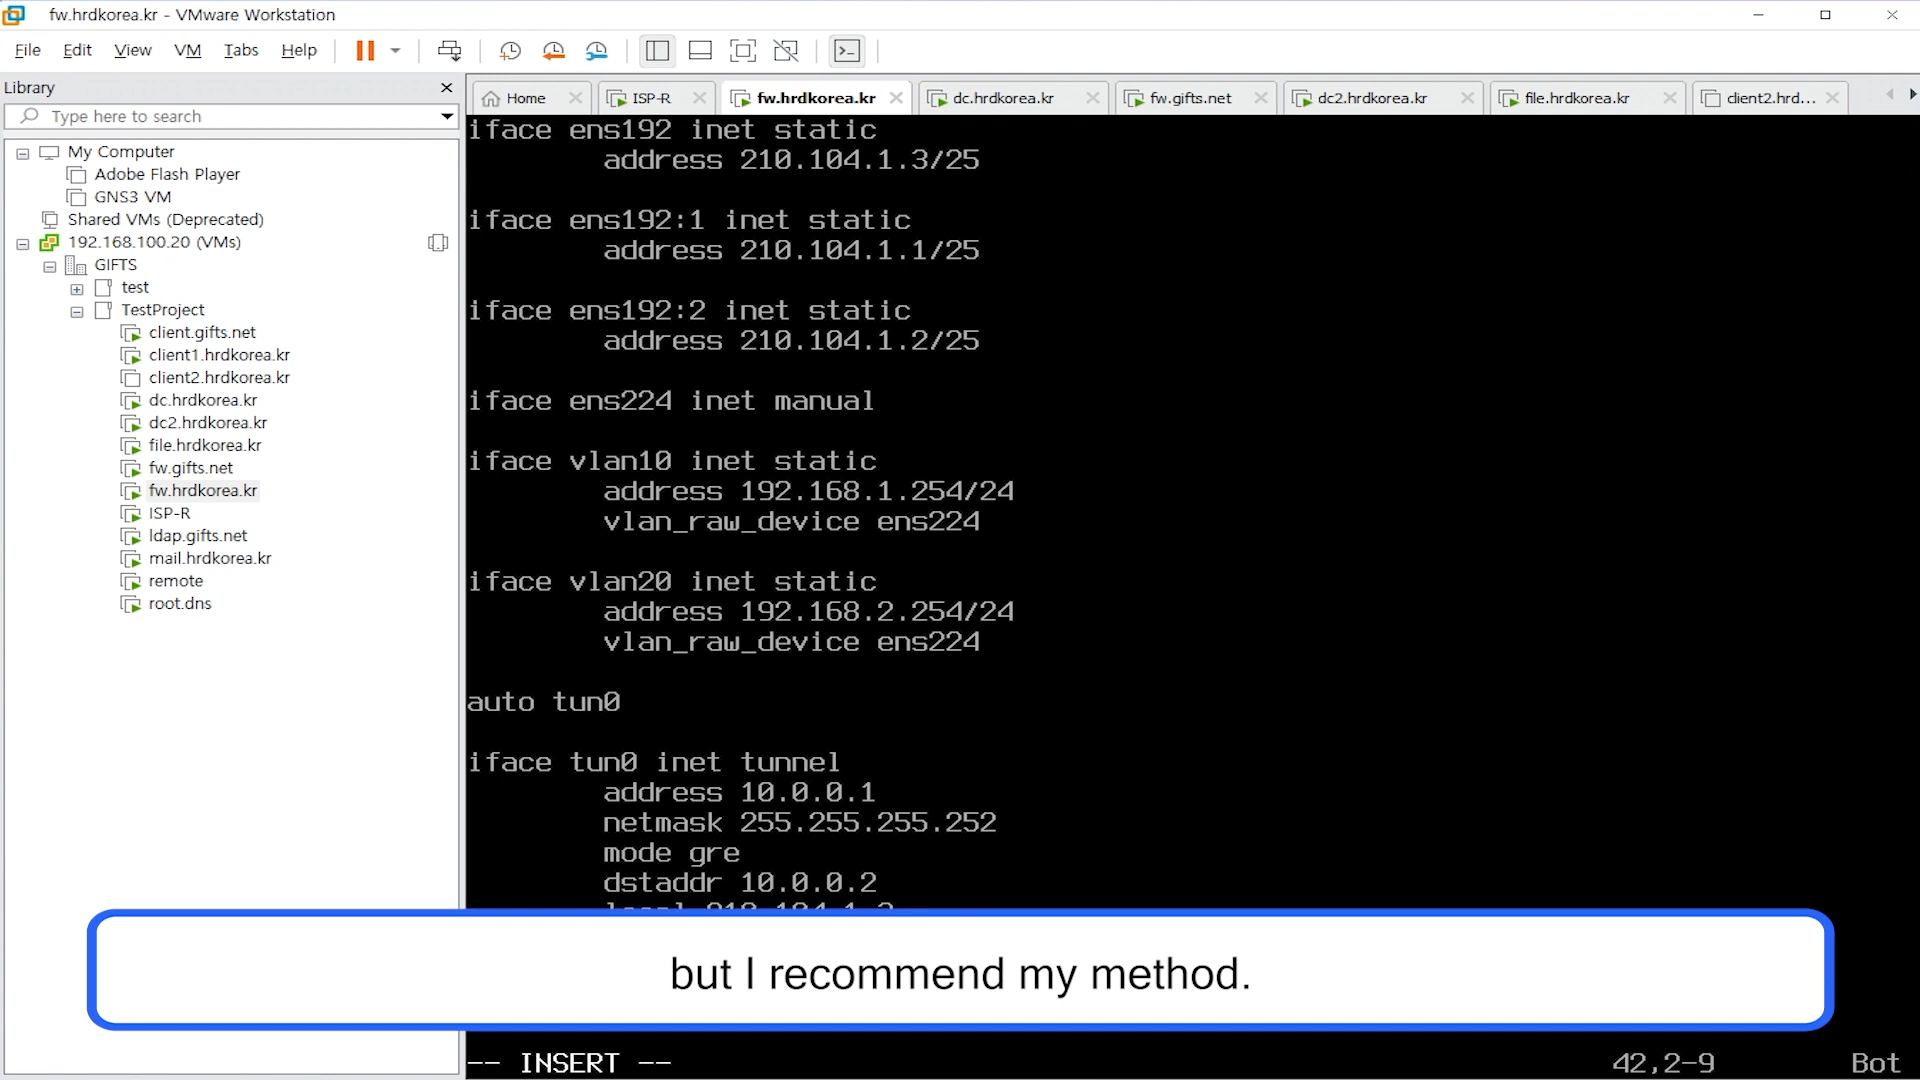 fw.hrdkorea.kr - VMware Workstation
File Edit View VM Tabs Help
Library
Type here to search
My Computer
Adobe Flash Player
GNS3 VM
Shared VMs (Deprecated)
192.168.100.20 (VMs)
GIFTS
test
TestProject
client.gifts.net
client1.hrdkorea.kr
client2.hrdkorea.kr
dc.hrdkorea.kr
dc2.hrdkorea.kr
file.hrdkorea.kr
fw.gifts.net
fw.hrdkorea.kr
ISP-R
ldap.gifts.net
mail.hrdkorea.kr
remote
root.dns
Home ISP-R fw.hrdkorea.kr dc.hrdkorea.kr fw.gifts.net dc2.hrdkorea.kr file.hrdkorea.kr client2.hrd...
iface ens192 inet static
address 210.104.1.3/25
iface ens192:1 inet static
address 210.104.1.1/25
iface ens192:2 inet static
address 210.104.1.2/25
iface ens224 inet manual
iface vlan10 inet static
address 192.168.1.254/24
vlan_raw_device ens224
iface vlan20 inet static
address 192.168.2.254/24
vlan_raw_device ens224
auto tun0
iface tun0 inet tunnel
address 10.0.0.1
netmask 255.255.255.252
mode gre
dstaddr 10.0.0.2
but I recommend my method.
-- INSERT -- 42,2-9 Bot